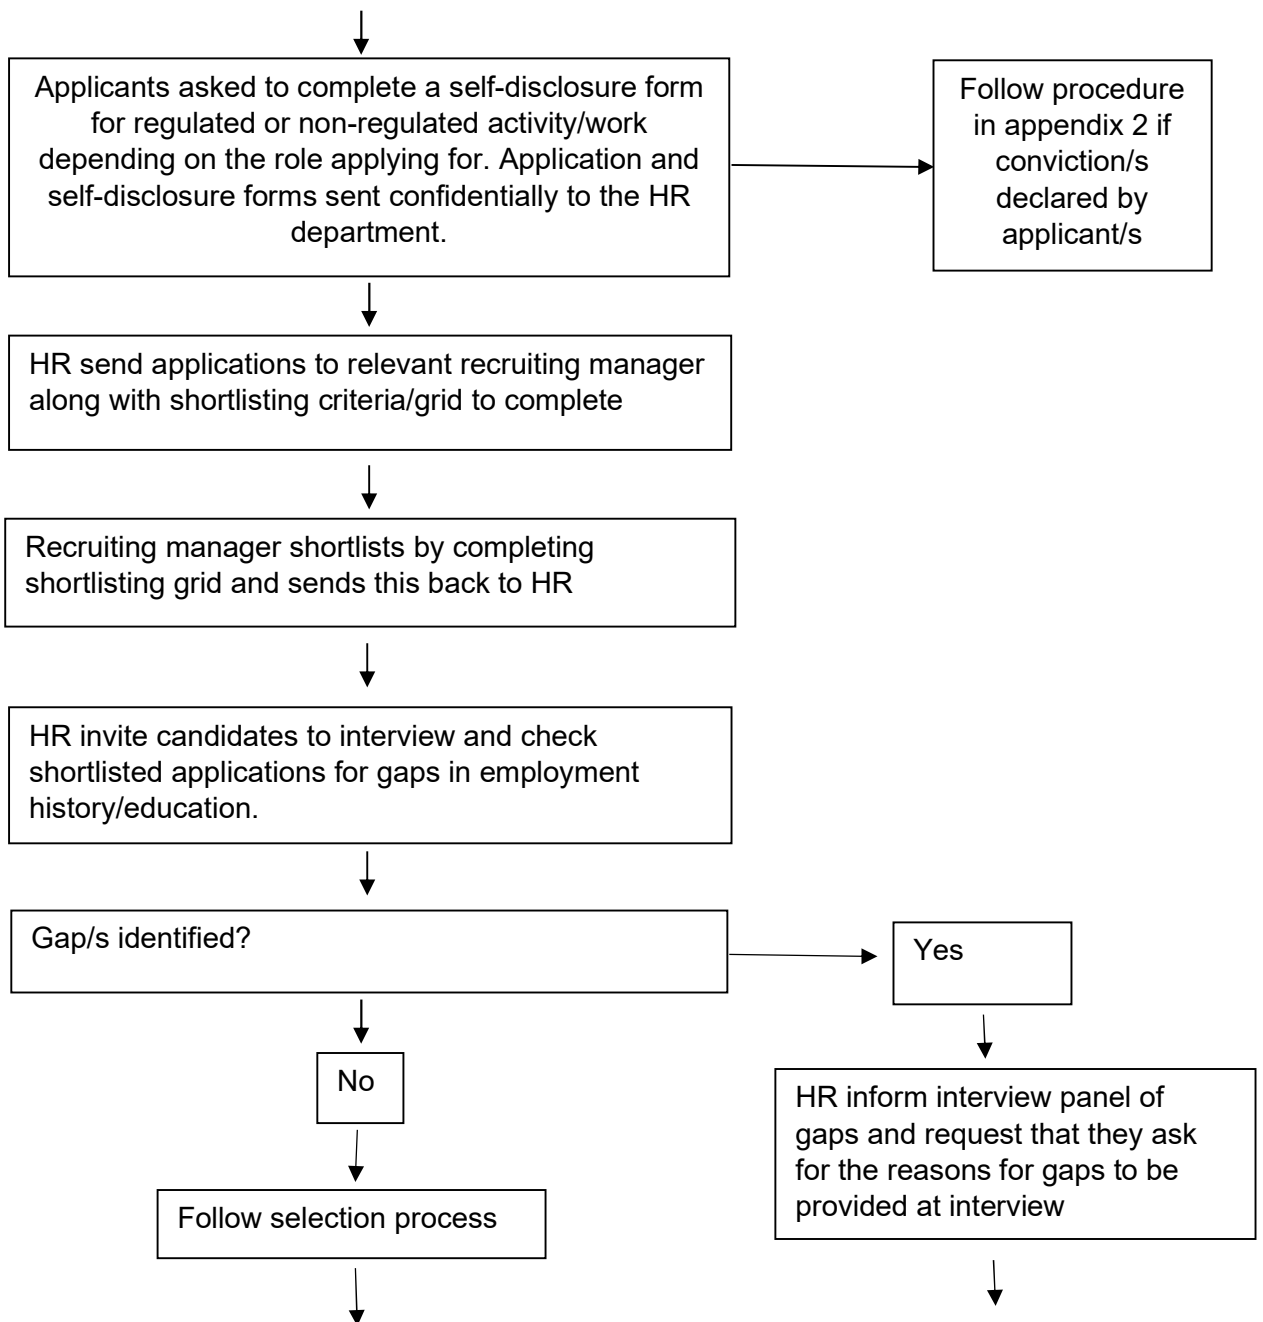 Applicants asked to complete a self-disclosure form
for regulated or non-regulated activity/work
depending on the role applying for. Application and
self-disclosure forms sent confidentially to the HR
department.
Follow procedure
in appendix 2 if
conviction/s
declared by
applicant/s
HR send applications to relevant recruiting manager
along with shortlisting criteria/grid to complete
Recruiting manager shortlists by completing
shortlisting grid and sends this back to HR
HR invite candidates to interview and check
shortlisted applications for gaps in employment
history/education.
Gap/s identified?
Yes
No
HR inform interview panel of
gaps and request that they ask
for the reasons for gaps to be
provided at interview
Follow selection process